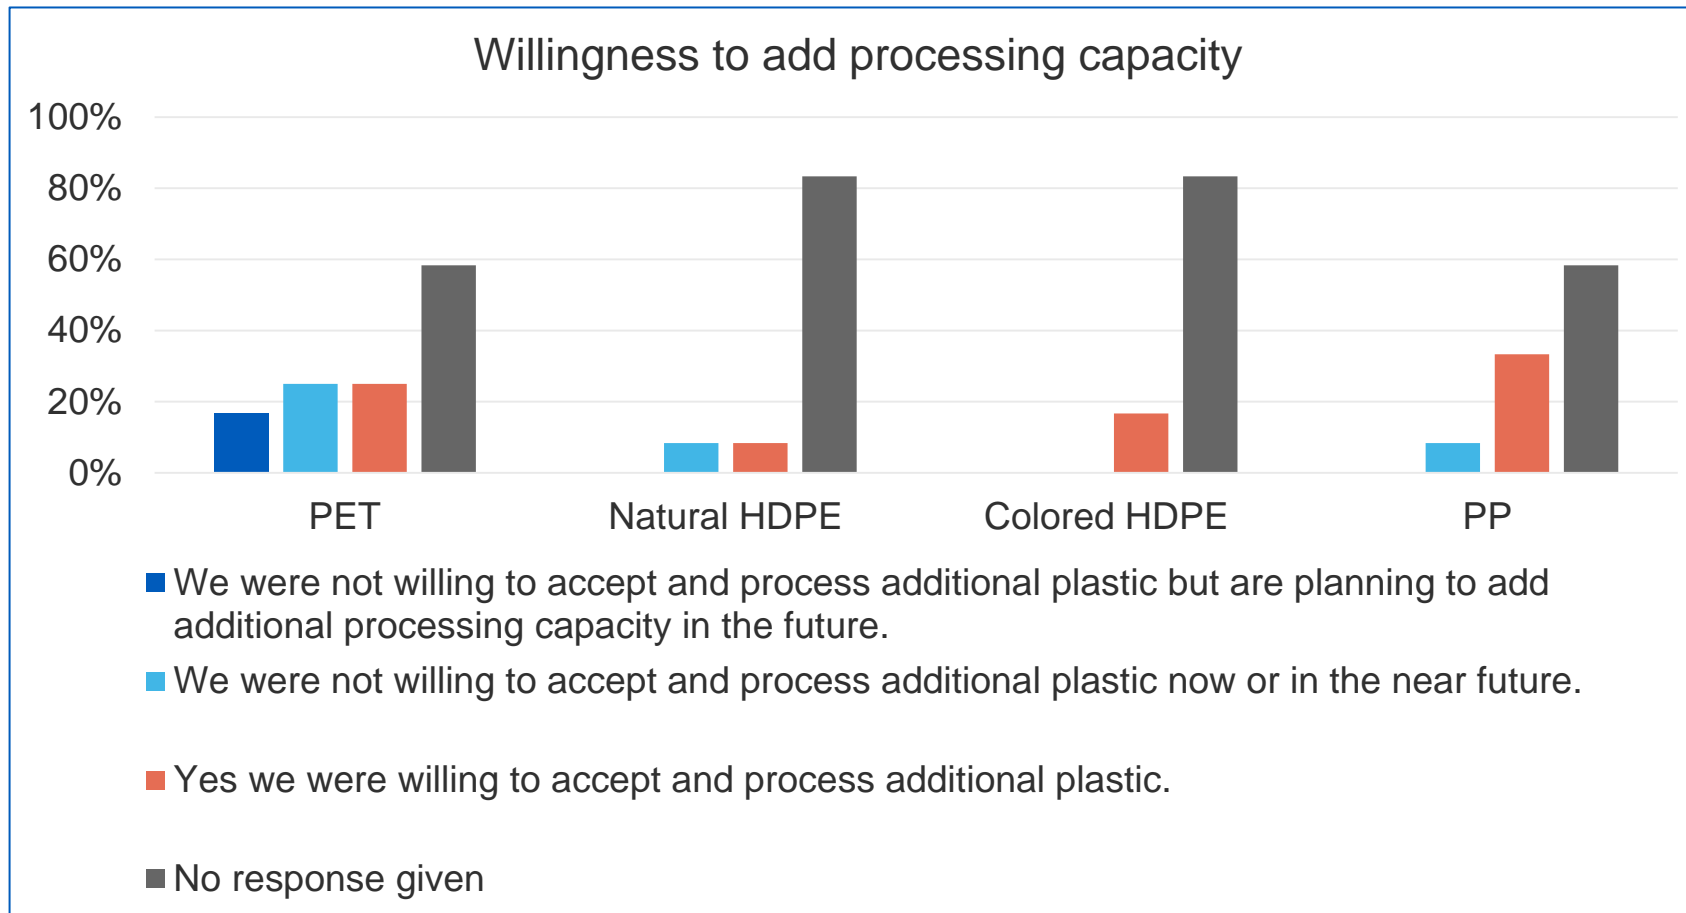 Willingness to add processing capacity
100%
80%
60%
40%
20%
0%
PET
Natural HDPE
Colored HDPE
PP
We were not willing to accept and process additional plastic but are planning to add
additional processing capacity in the future.
We were not willing to accept and process additional plastic now or in the near future.
Yes we were willing to accept and process additional plastic.
No response given